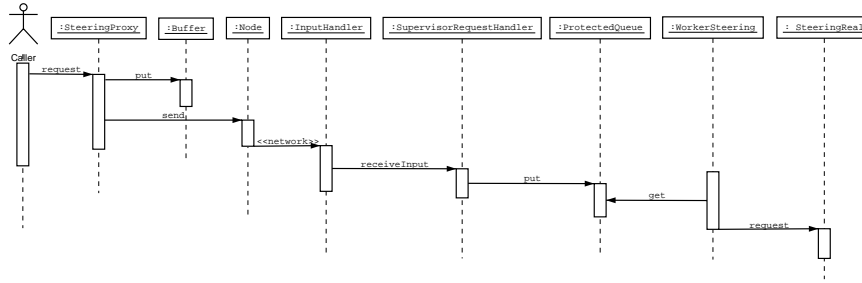 :SteeringProxy :Buffer :Node :InputHandler :SupervisorRequestHandler :ProtectedQueue :WorkerSteering : SteeringReal
Caller
request
put
send
<<network>>
receiveInput
put
get
request